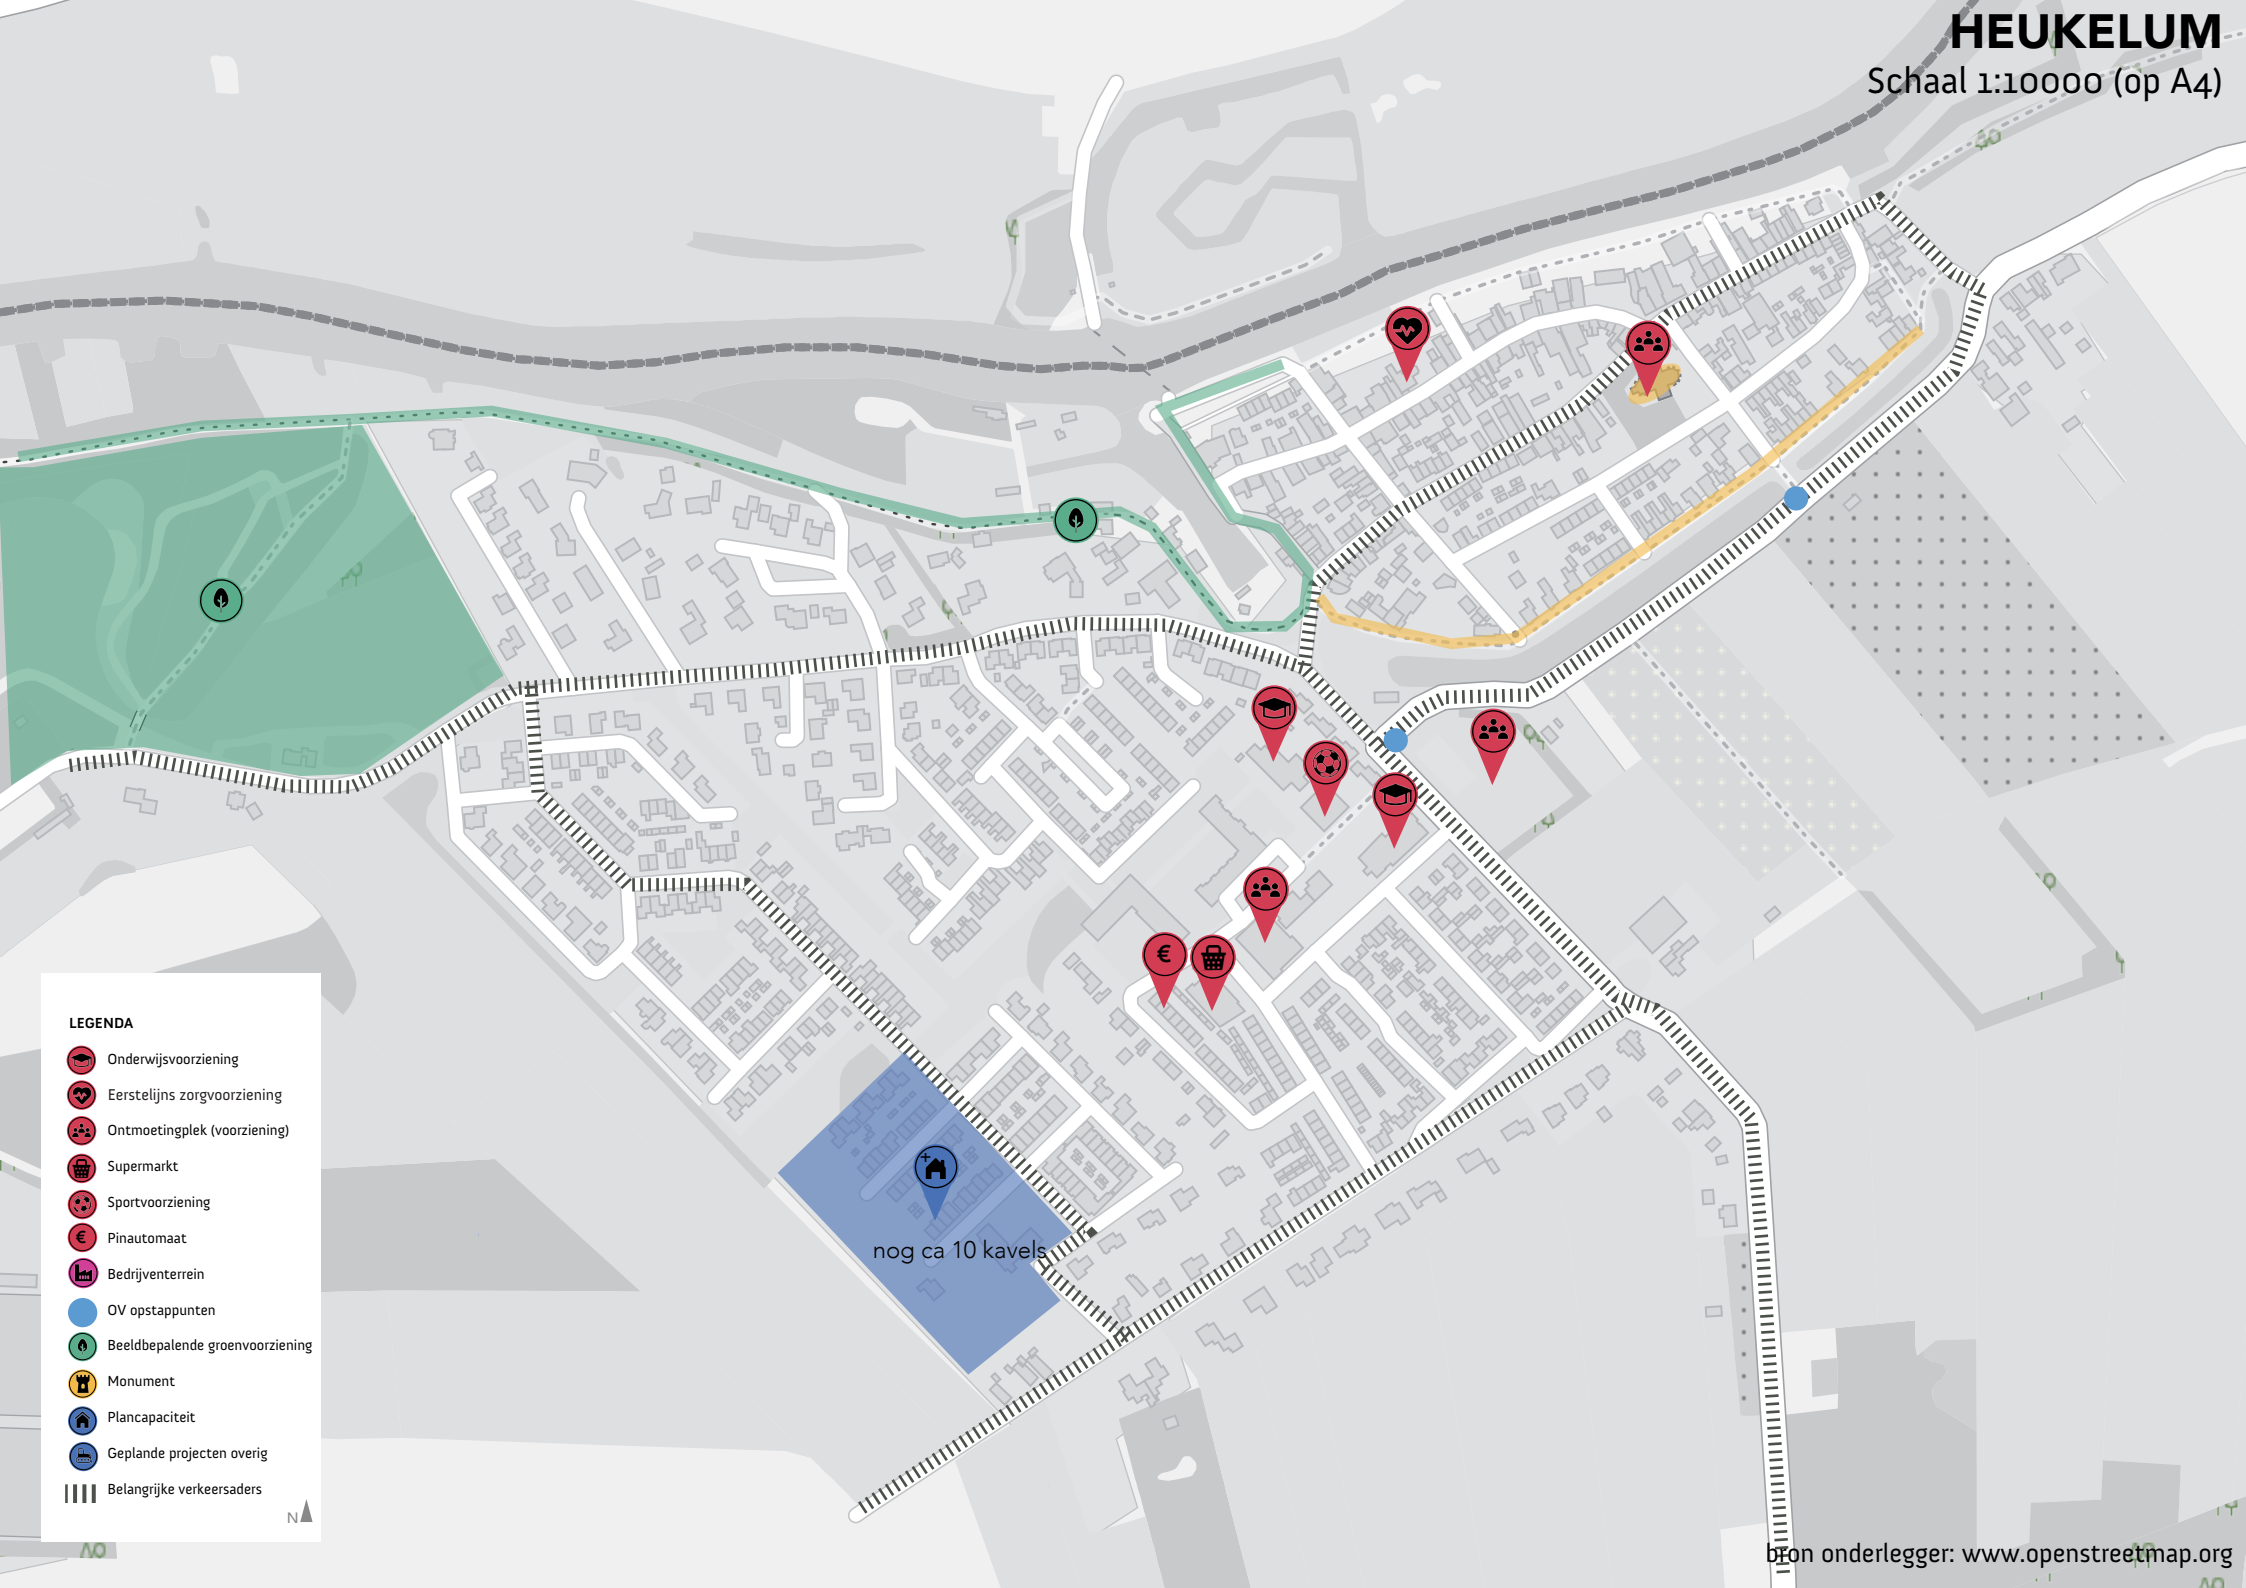 HEUKELUM
Schaal 1:10000 (op A4)
€
nog ca 10 kavels
LEGENDA
Onderwijsvoorziening
Eerstelijns zorgvoorziening
Ontmoetingplek (voorziening)
Supermarkt
Sportvoorziening
€ Pinautomaat
Bedrijventerrein
OV opstappunten
Beeldbepalende groenvoorziening
Monument
Plancapaciteit
Geplande projecten overig
Belangrijke verkeersaders
N
bron onderlegger: www.openstreetmap.org